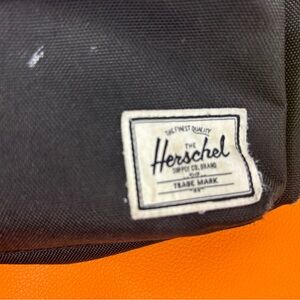 THE FINEST QUALITY
THE
Herschel
SUPPLY CO. BRAND
TRADE MARK